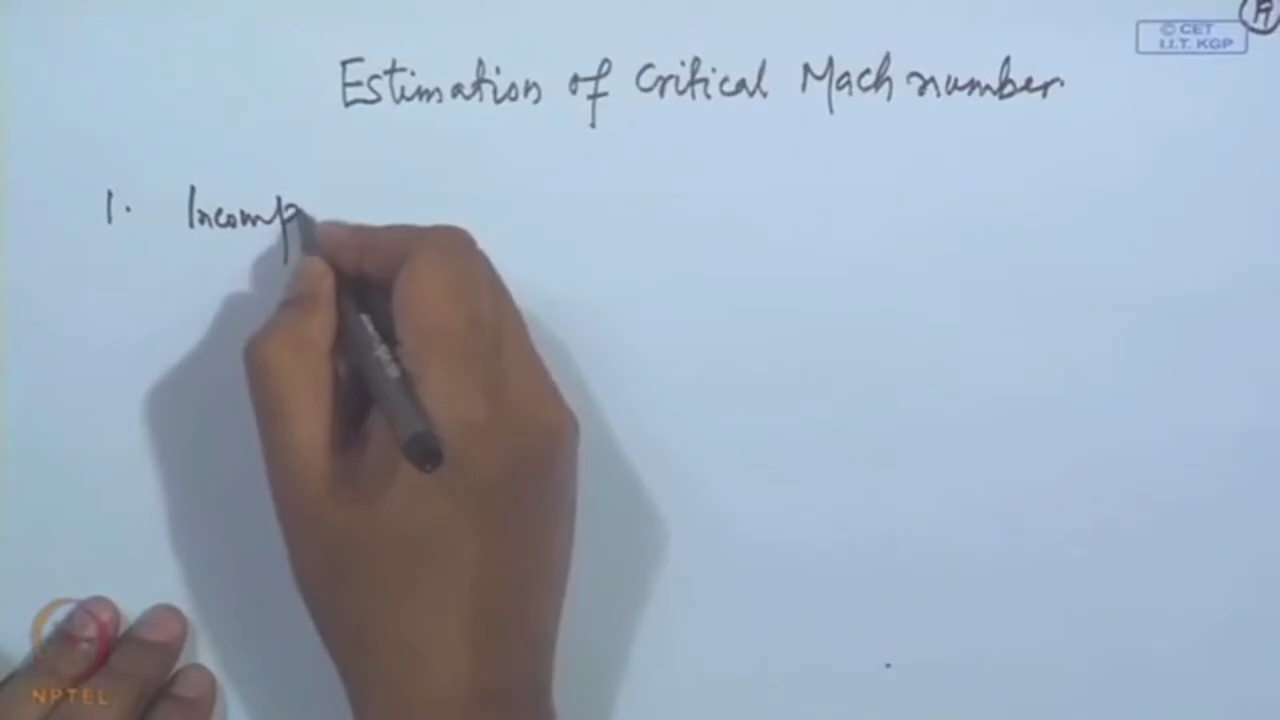 © CET
I.I.T. KGP
Estimation of Critical Mach number
1. Incomp
NPTEL